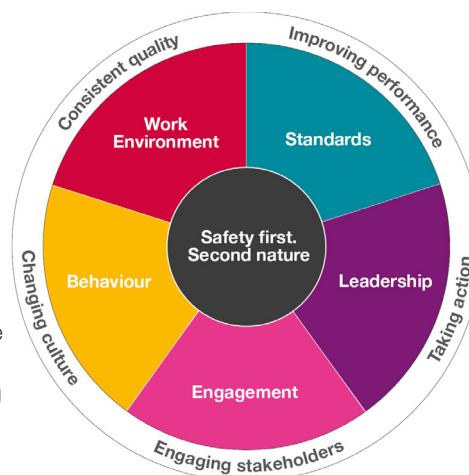 Consistent quality
Improving performance
Work
Environment
Standards
Safety first.
Second nature
Behaviour
Leadership
Changing culture
Taking action
Engagement
Engaging stakeholders